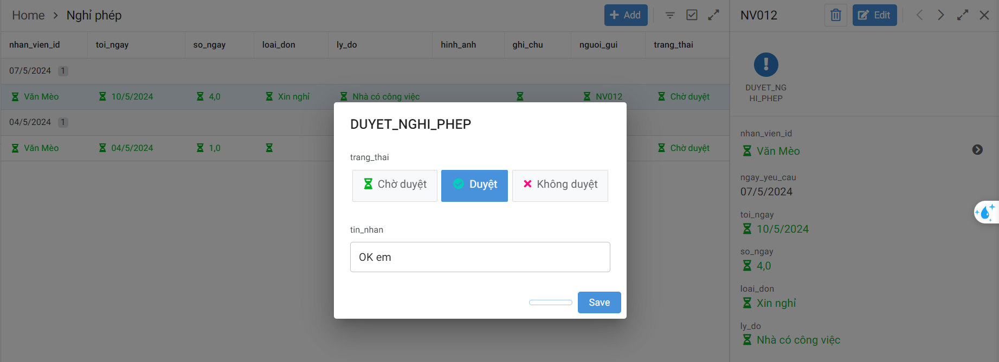 Home > Nghỉ phép
Add
NV012
Edit
nhan_vien_id toi_ngay so_ngay loai_don ly_do hinh_anh ghi_chu nguoi_gui trang_thai
07/5/2024 1
Văn Mèo 10/5/2024 4,0 Xin nghỉ Nhà có công việc NV012 Chờ duyệt
04/5/2024 1
Văn Mèo 04/5/2024 1,0 Chờ duyệt
DUYET_NGHI_PHEP
trang_thai
Chờ duyệt Duyệt Không duyệt
tin_nhan
OK em
Save
DUYET_NG
HI_PHEP
nhan_vien_id
Văn Mèo
ngay_yeu_cau
07/5/2024
toi_ngay
10/5/2024
so_ngay
4,0
loai_don
Xin nghỉ
ly_do
Nhà có công việc